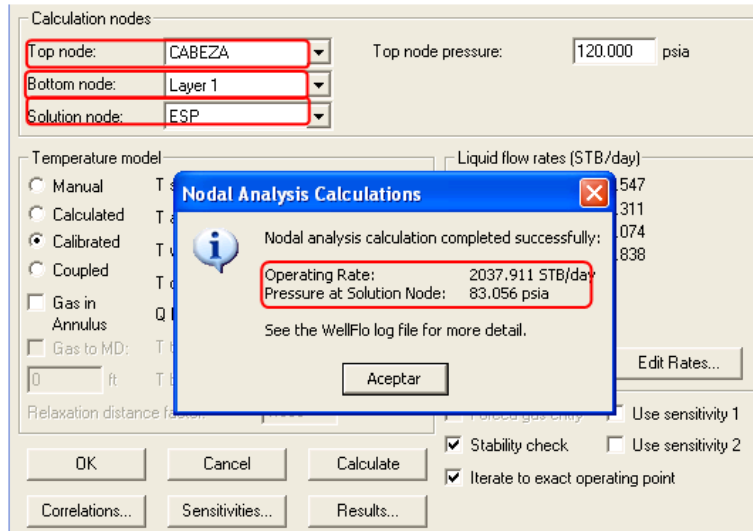 Calculation nodes
Top node: CABEZA Top node pressure: 120.000 psia
Bottom node: Layer 1
Solution node: ESP
Temperature model Liquid flow rates (STB/day)
Manual
Calculated
Calibrated
Coupled
Gas in
Annulus
Gas to MD:
0 ft
Relaxation distance
.547
.311
.074
.838
Nodal Analysis Calculations
Nodal analysis calculation completed successfully:
Operating Rate: 2037.911 STB/day
Pressure at Solution Node: 83.056 psia
See the WellFlo log file for more detail.
Aceptar
Edit Rates...
Use sensitivity 1
Stability check Use sensitivity 2
Iterate to exact operating point
OK Cancel Calculate
Correlations... Sensitivities... Results...